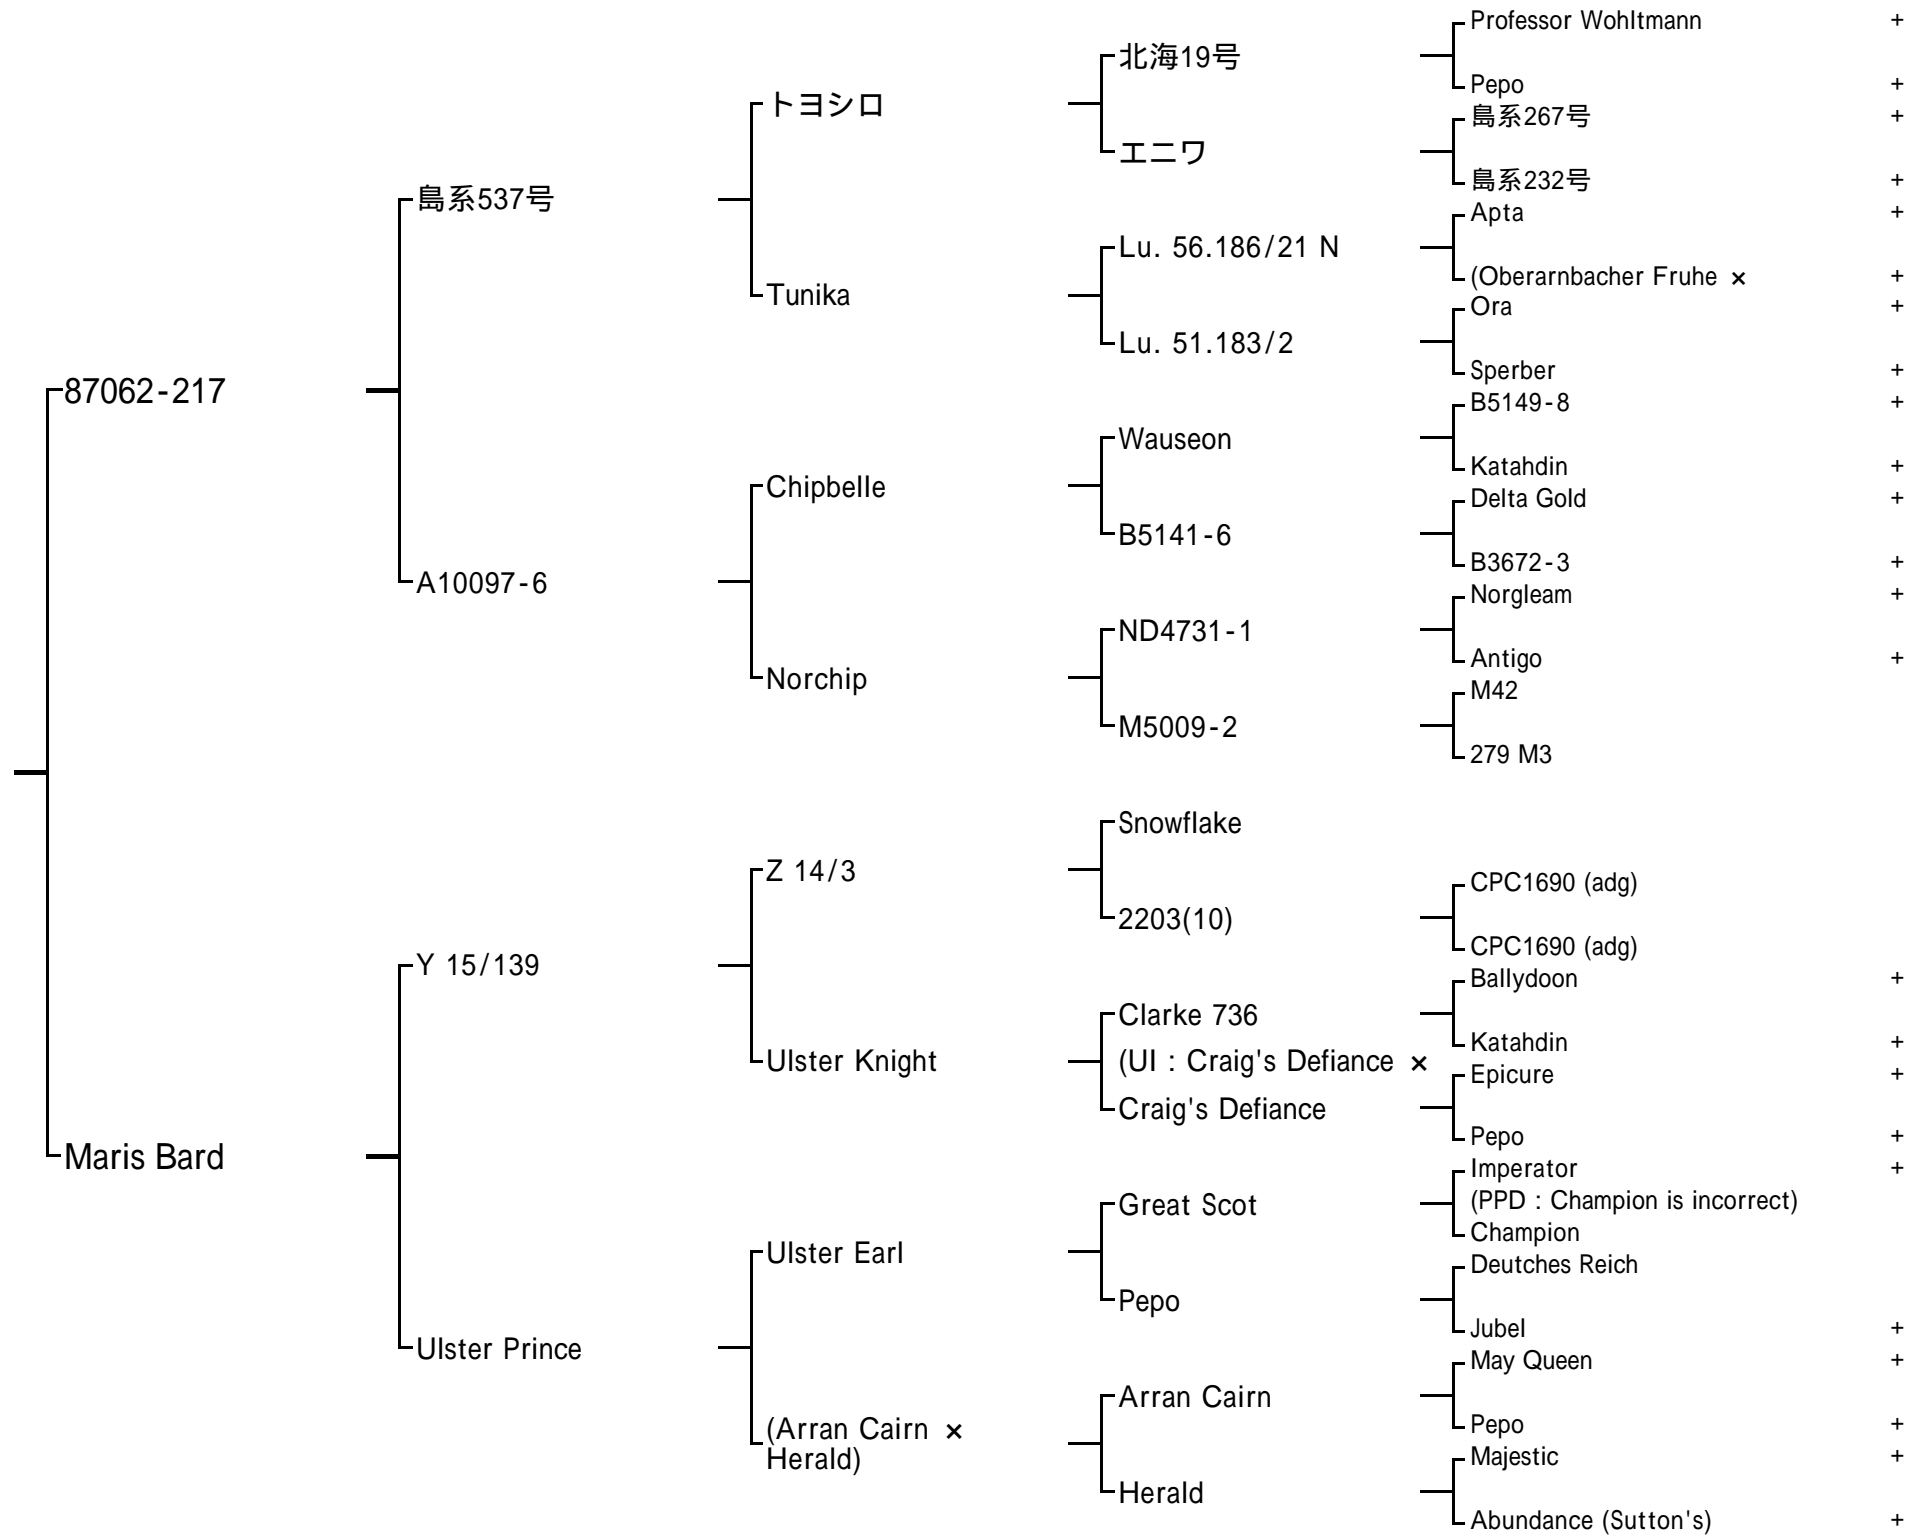 Professor Wohltmann +
北海19号
Pepo +
トヨシロ
島系267号 +
エニワ
島系232号 +
島系537号
Apta +
Lu. 56.186/21 N
(Oberarnbacher Fruhe × +
Tunika
Ora +
Lu. 51.183/2
Sperber +
87062-217
B5149-8 +
Wauseon
Katahdin +
Chipbelle
Delta Gold +
B5141-6
B3672-3 +
A10097-6
Norgleam +
ND4731-1
Antigo +
Norchip
M42
M5009-2
279 M3
Snowflake
Z 14/3
CPC1690 (adg)
2203(10)
CPC1690 (adg)
Y 15/139
Ballydoon +
Clarke 736
Katahdin +
Ulster Knight
(UI : Craig's Defiance ×
Epicure +
Craig's Defiance
Pepo +
Maris Bard
Imperator +
Great Scot
(PPD : Champion is incorrect)
Champion
Ulster Earl
Deutches Reich
Pepo
Jubel +
Ulster Prince
May Queen +
Arran Cairn
Pepo +
(Arran Cairn ×
Herald)
Majestic +
Herald
Abundance (Sutton's) +